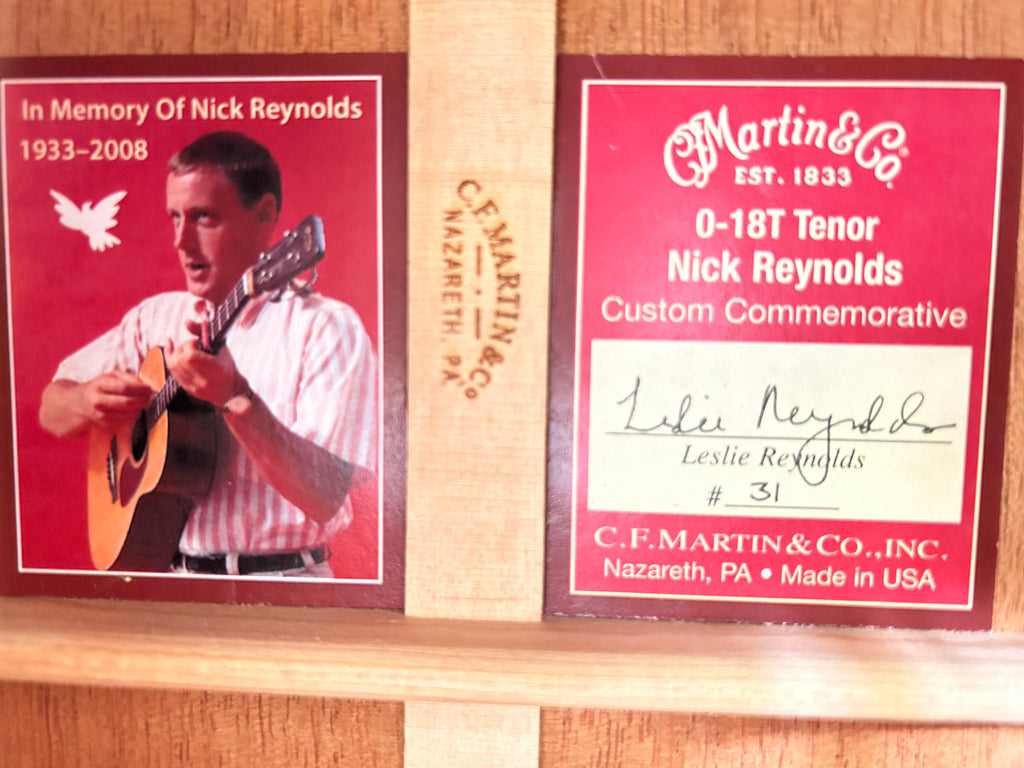 In Memory Of Nick Reynolds
1933–2008
C.F. MARTIN & Co
NAZARETH, PA
CFMartin & Co.®
EST. 1833
0-18T Tenor
Nick Reynolds
Custom Commemorative
Leslie Reynolds
Leslie Reynolds
# 31
C.F. MARTIN & CO., INC.
Nazareth, PA • Made in USA